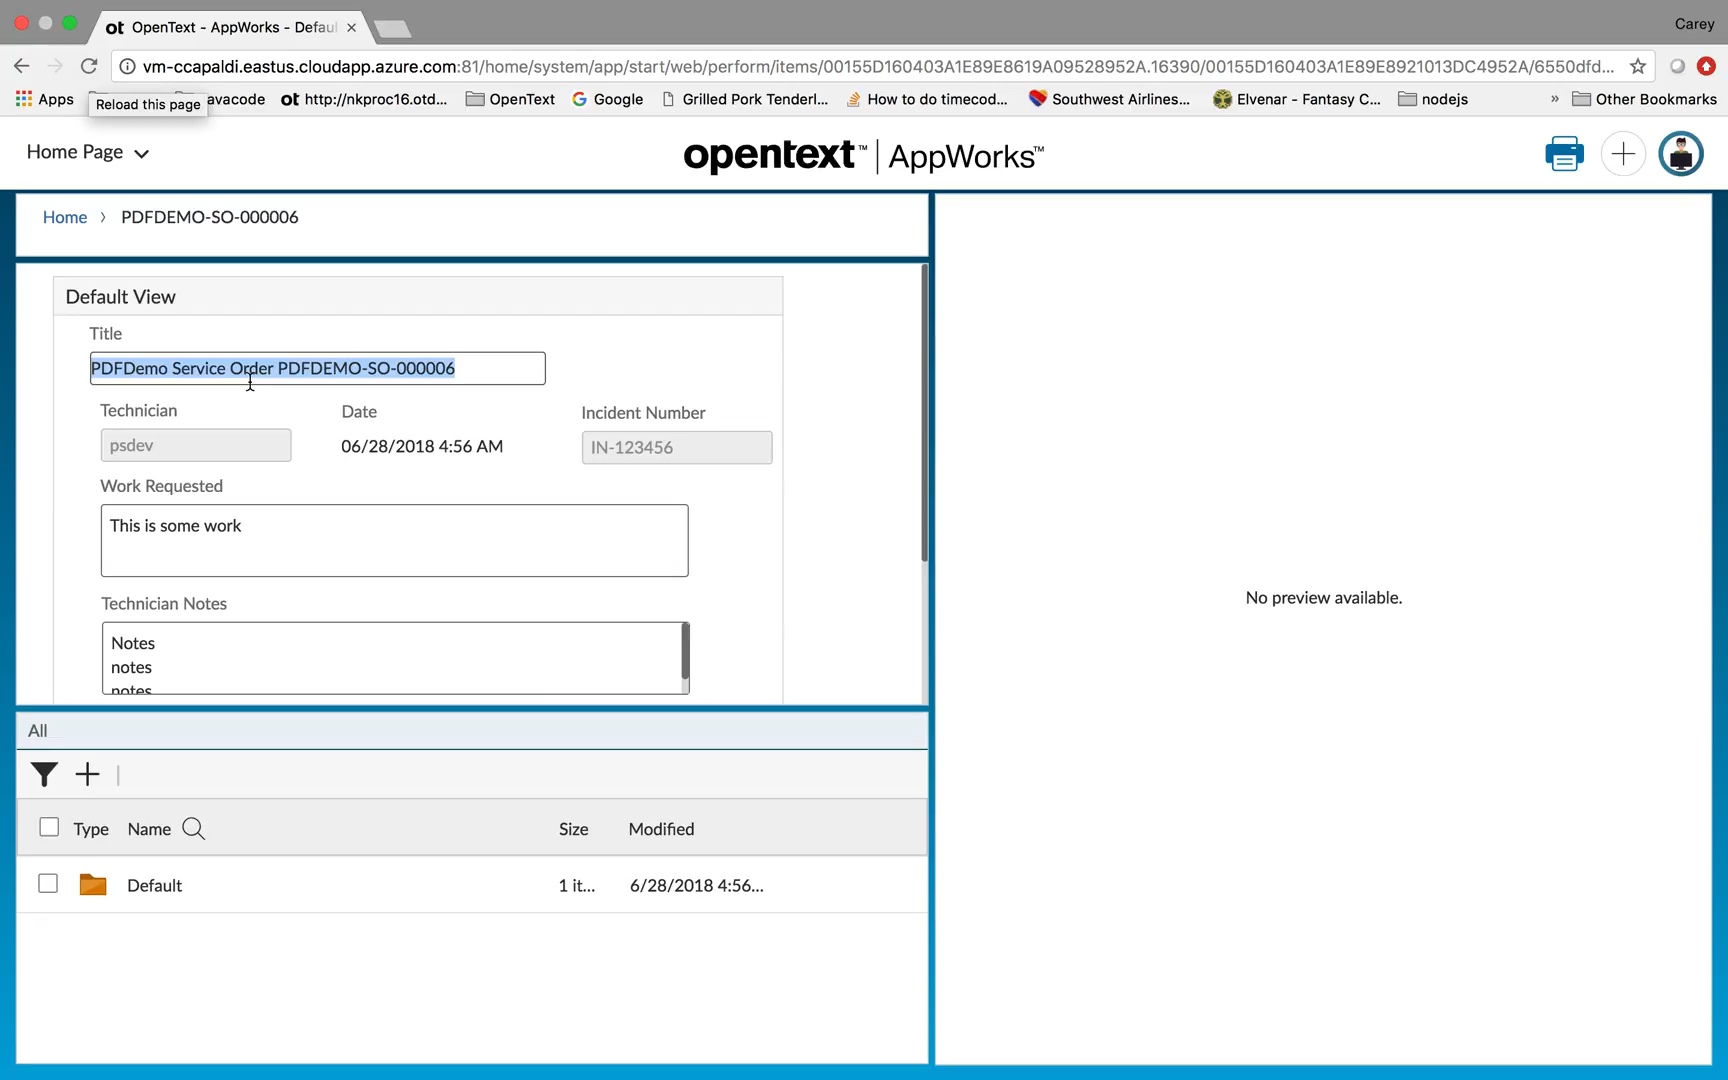 ot OpenText - AppWorks - Defaul
Carey
vm-ccapaldi.eastus.cloudapp.azure.com:81/home/system/app/start/web/perform/items/00155D160403A1E89E8619A09528952A.16390/00155D160403A1E89E8921013DC4952A/6550dfd...
Apps
avacode
ot http://nkproc16.otd...
OpenText
Google
Grilled Pork Tenderl...
How to do timecod...
Southwest Airlines...
Elvenar - Fantasy C...
nodejs
»
Other Bookmarks
Reload this page
Home Page
opentext™ | AppWorks™
Home › PDFDEMO-SO-000006
Default View
Title
PDFDemo Service Order PDFDEMO-SO-000006
Technician Date Incident Number
psdev 06/28/2018 4:56 AM IN-123456
Work Requested
This is some work
Technician Notes
Notes
notes
notes
No preview available.
All
Type Name Size Modified
Default 1 it... 6/28/2018 4:56...